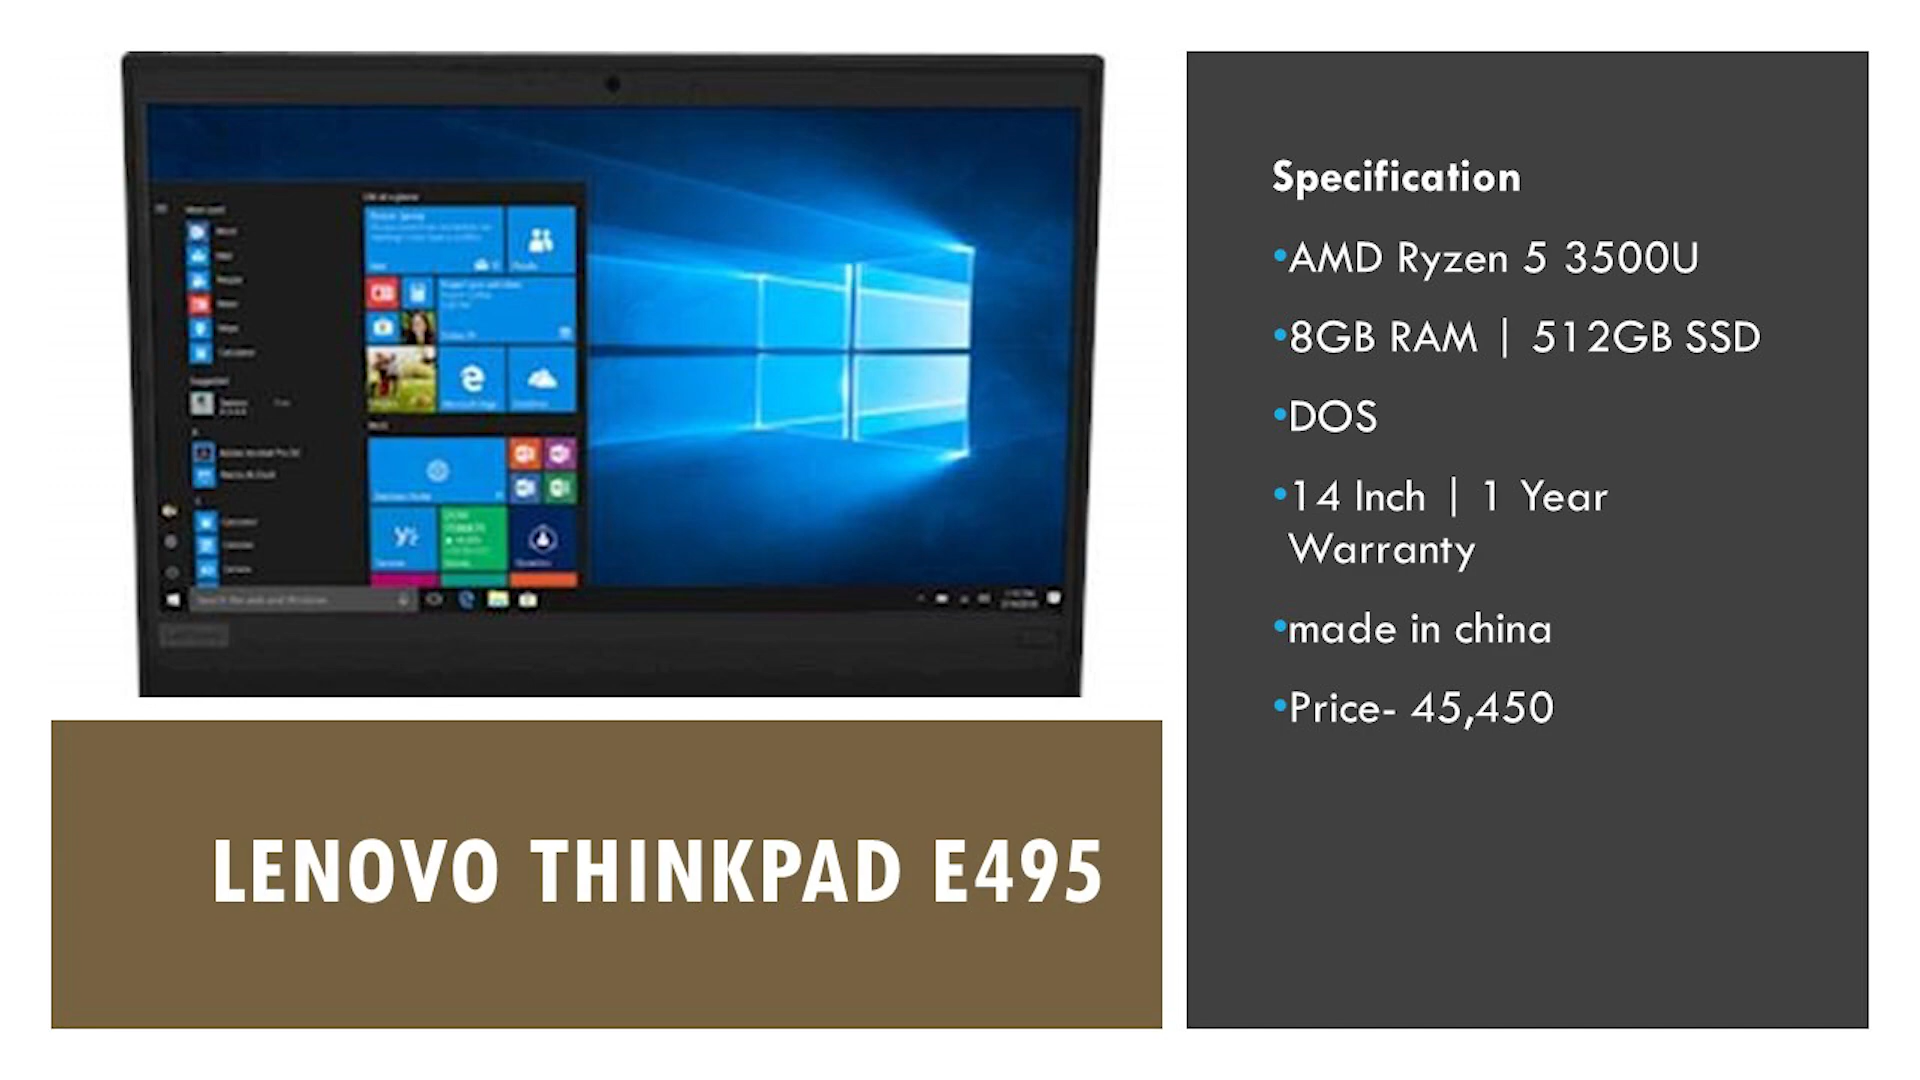 Specification
•AMD Ryzen 5 3500U
•8GB RAM | 512GB SSD
•DOS
•14 Inch | 1 Year
Warranty
•made in china
•Price- 45,450
LENOVO THINKPAD E495